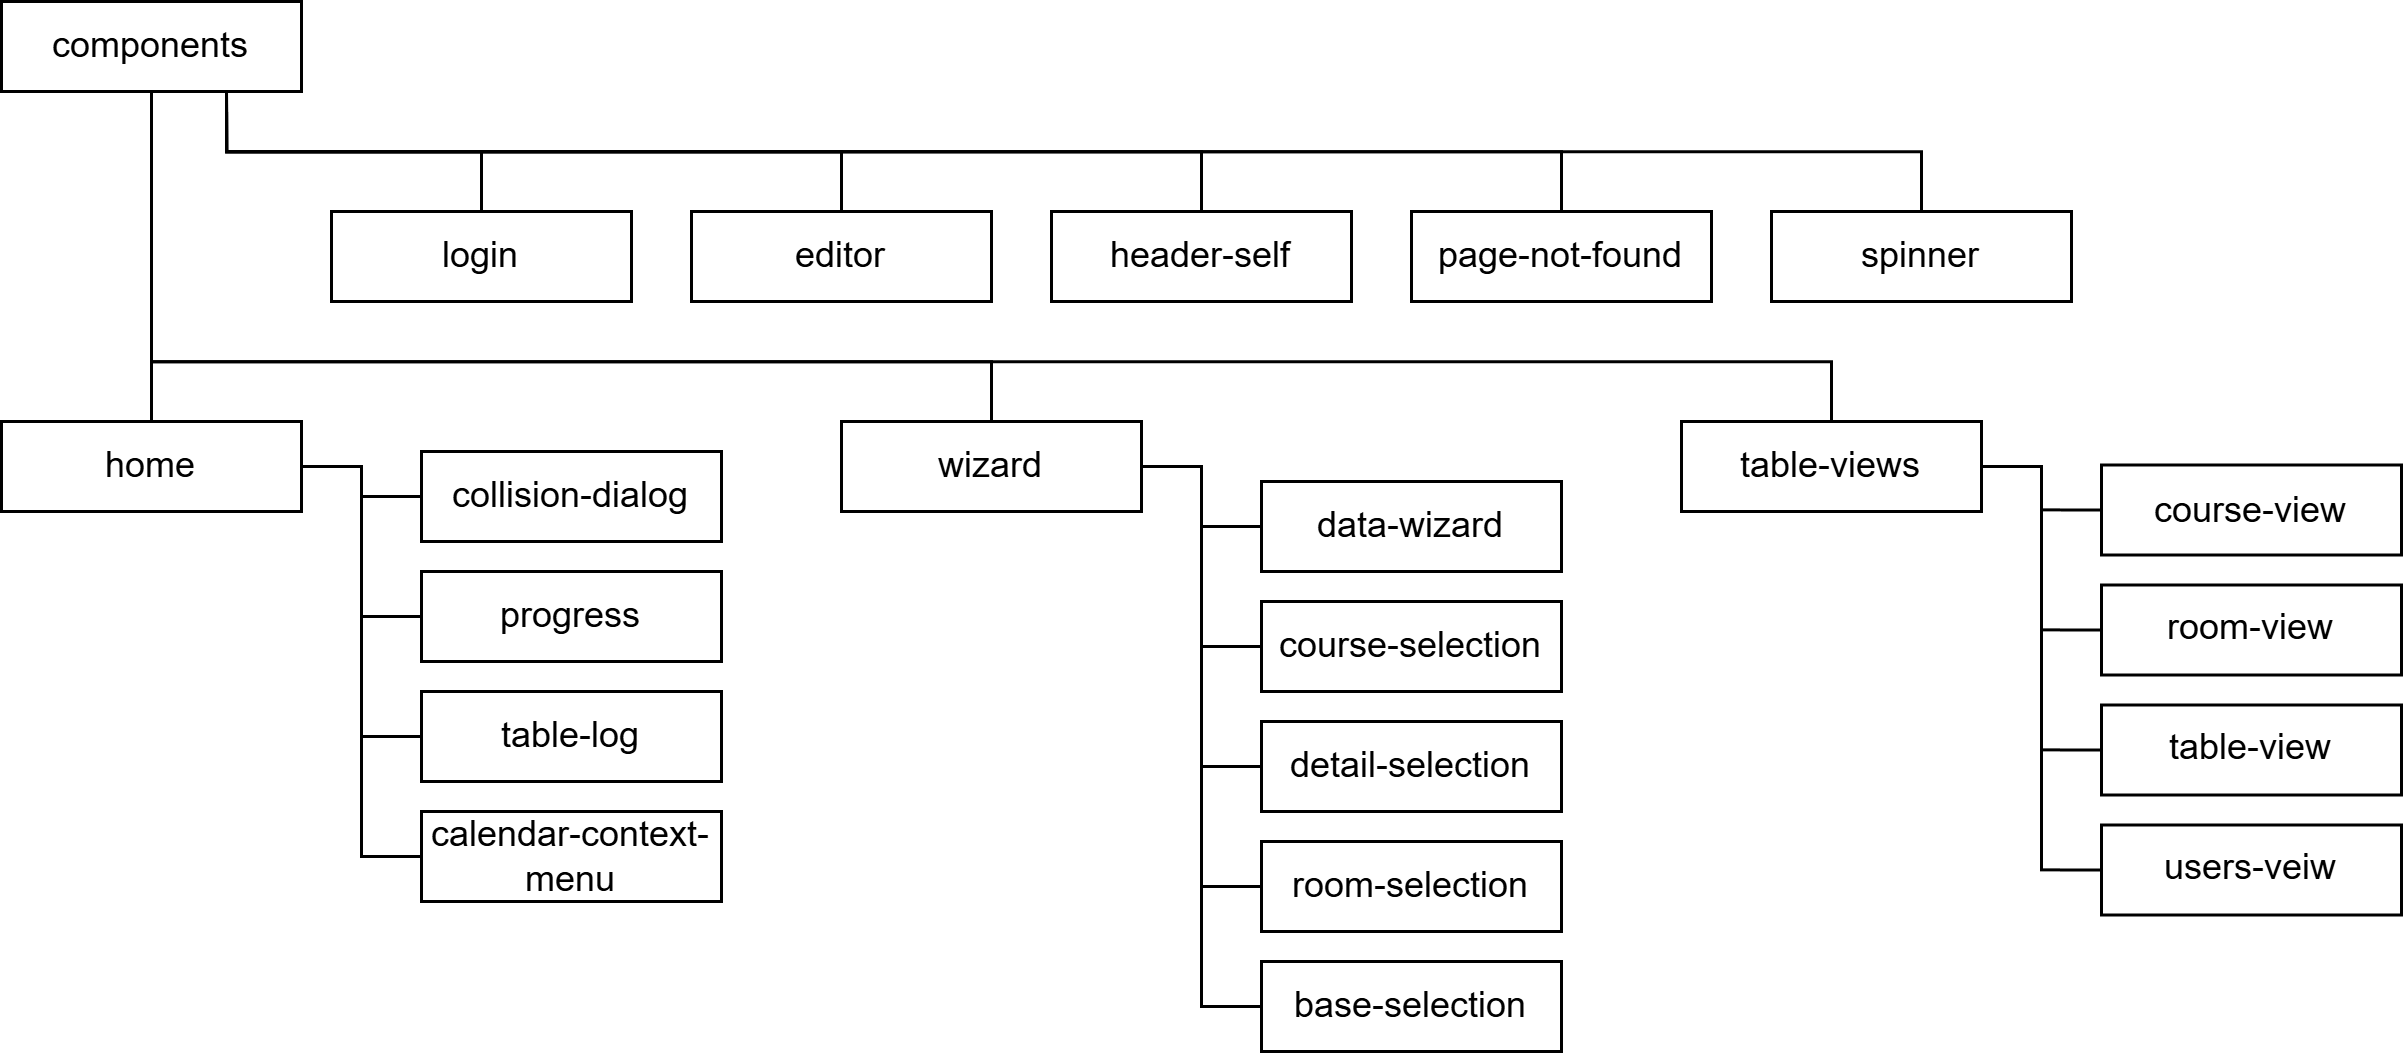 components
login
editor
header-self
page-not-found
spinner
home
collision-dialog
progress
table-log
calendar-context-
menu
wizard
data-wizard
course-selection
detail-selection
room-selection
base-selection
table-views
course-view
room-view
table-view
users-veiw